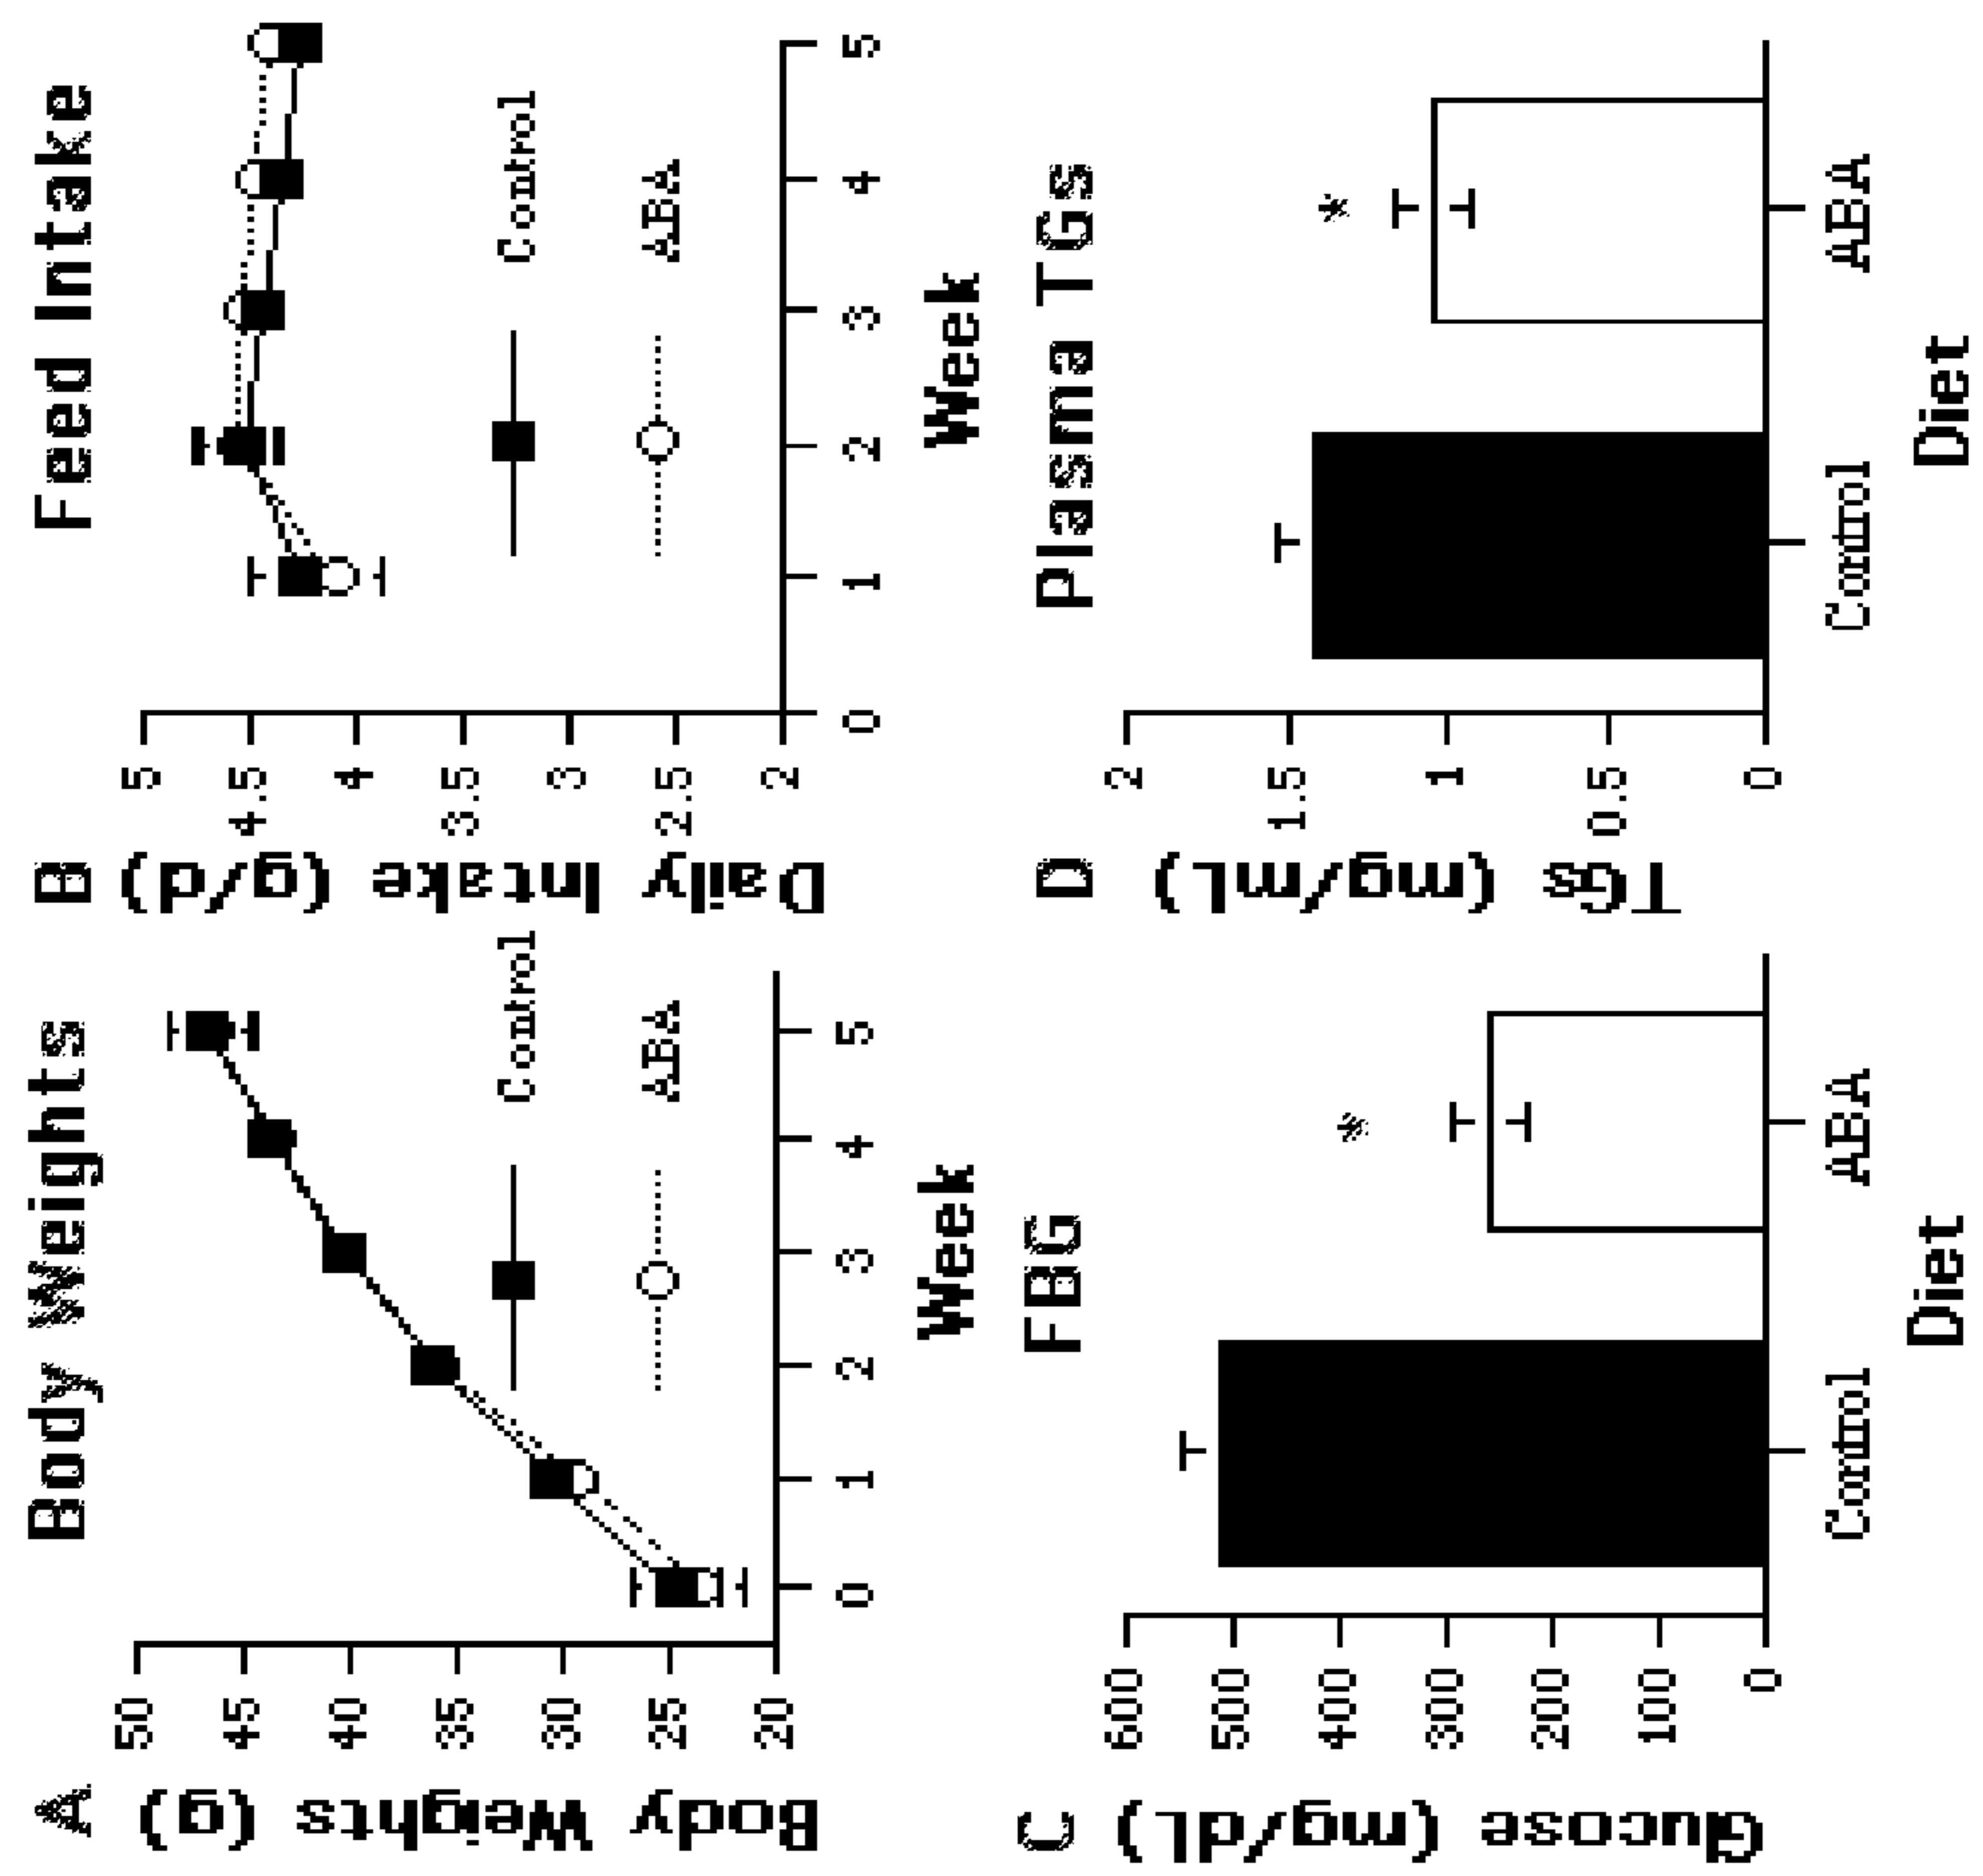 A Body Weights
Body Weights (g)
50
45
40
35
30
25
20
0 1 2 3 4 5
Week
Control
ABA
B Feed Intake
Daily Intake (g/d)
5
4.5
4
3.5
3
2.5
2
0 1 2 3 4 5
Week
Control
ABA
C FBG
glucose (mg/dL)
600
500
400
300
200
100
0
*
Control ABA
Diet
D Plasma TGs
TGs (mg/mL)
2
1.5
1
0.5
0
*
Control ABA
Diet